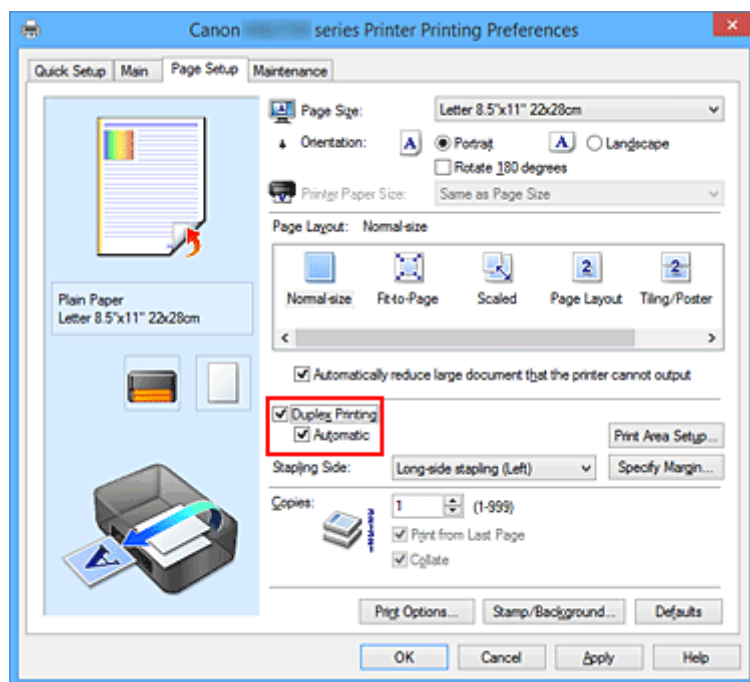 Canon series Printer Printing Preferences
Quick Setup Main Page Setup Maintenance
Page Size: Letter 8.5"x11" 22x28cm
Orientation: A Portrait A Landscape
Rotate 180 degrees
Printer Paper Size: Same as Page Size
Page Layout: Normal-size
2 2
Normal-size Fit-to-Page Scaled Page Layout Tiling/Poster
Plain Paper
Letter 8.5"x11" 22x28cm
Automatically reduce large document that the printer cannot output
Duplex Printing
Automatic
Print Area Setup...
Stapling Side: Long-side stapling (Left) Specify Margin...
Copies: 1 (1-999)
Print from Last Page
Collate
A
Print Options... Stamp/Background... Defaults
OK Cancel Apply Help